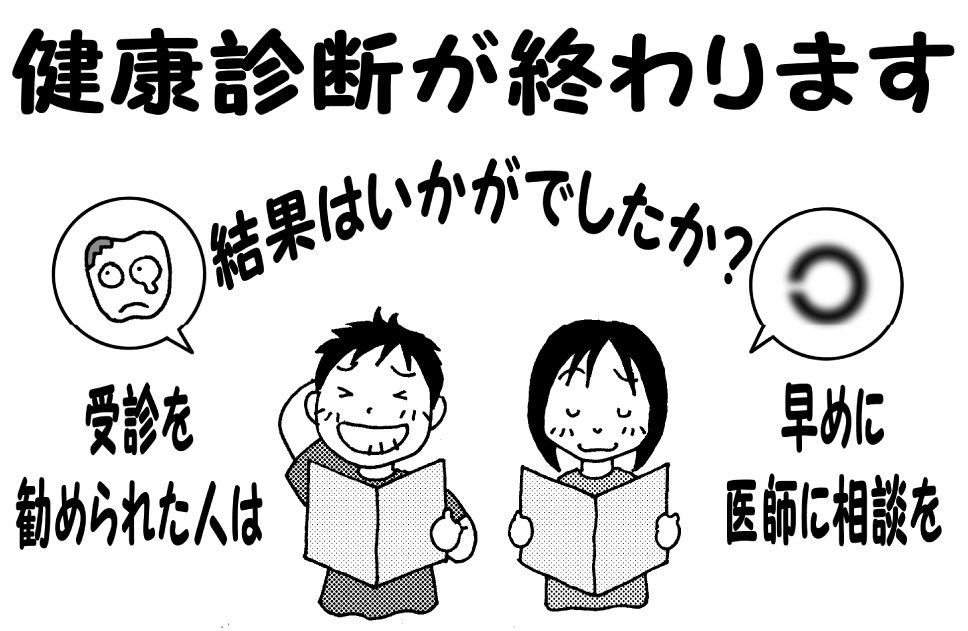 健康診断が終わります
結果はいかがでしたか?
受診を
勧められた人は
早めに
医師に相談を